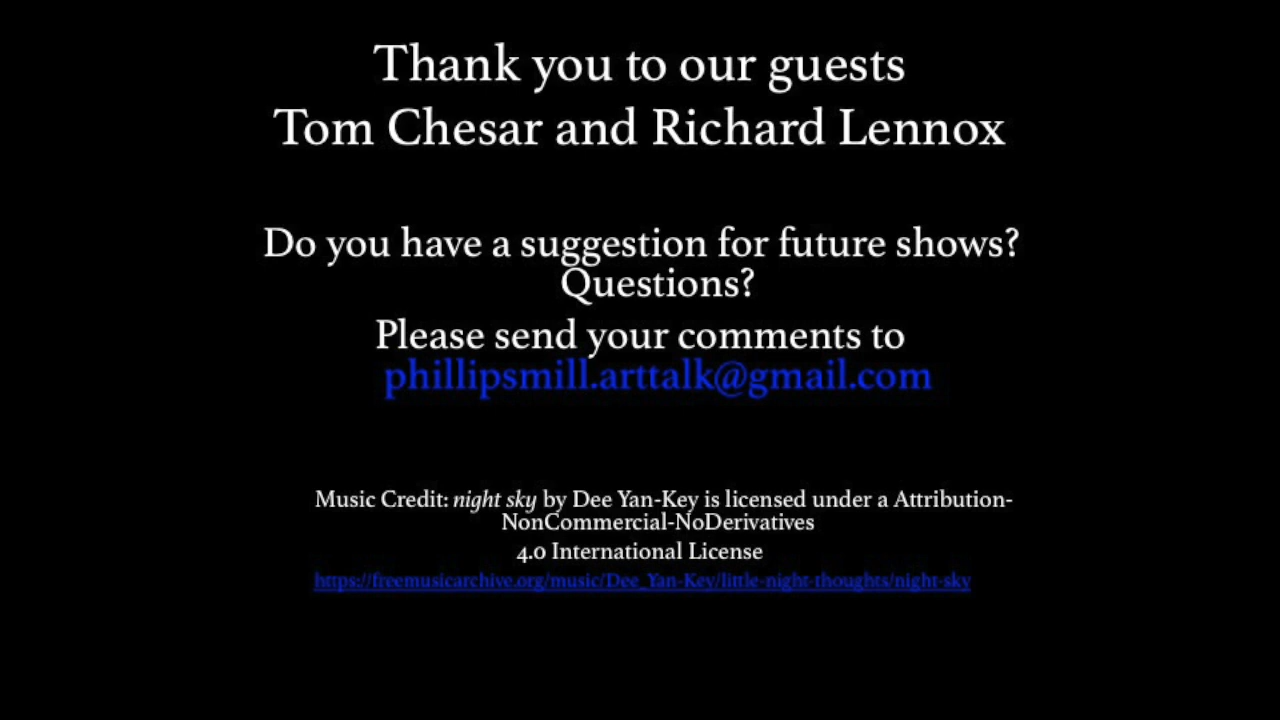 Thank you to our guests
Tom Chesar and Richard Lennox
Do you have a suggestion for future shows?
Questions?
Please send your comments to
phillipsmill.arttalk@gmail.com
Music Credit: night sky by Dee Yan-Key is licensed under a Attribution-
NonCommercial-NoDerivatives
4.0 International License
https://freemusicarchive.org/music/Dee_Yan-Key/little-night-thoughts/night-sky